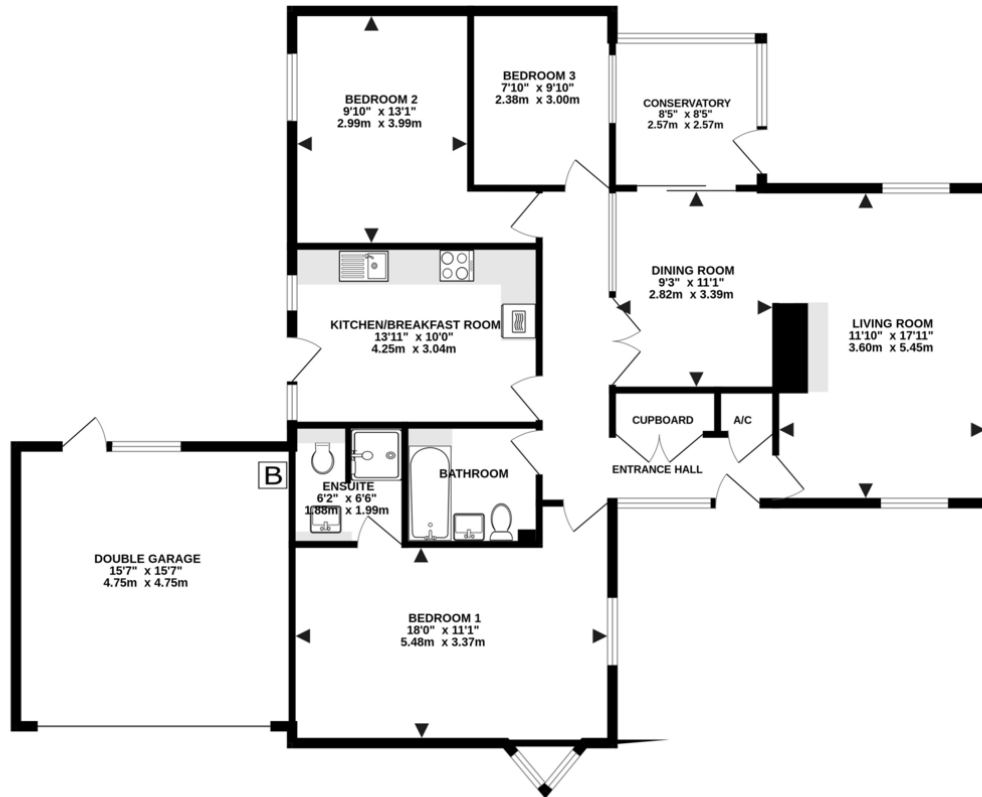 BEDROOM 2
9'10" x 13'1"
2.99m x 3.99m
BEDROOM 3
7'10" x 9'10"
2.38m x 3.00m
CONSERVATORY
8'5" x 8'5"
2.57m x 2.57m
DINING ROOM
9'3" x 11'1"
2.82m x 3.39m
LIVING ROOM
11'10" x 17'11"
3.60m x 5.45m
KITCHEN/BREAKFAST ROOM
13'11" x 10'0"
4.25m x 3.04m
CUPBOARD
A/C
ENTRANCE HALL
BATHROOM
ENSUITE
6'2" x 6'6"
1.88m x 1.99m
B
DOUBLE GARAGE
15'7" x 15'7"
4.75m x 4.75m
BEDROOM 1
18'0" x 11'1"
5.48m x 3.37m